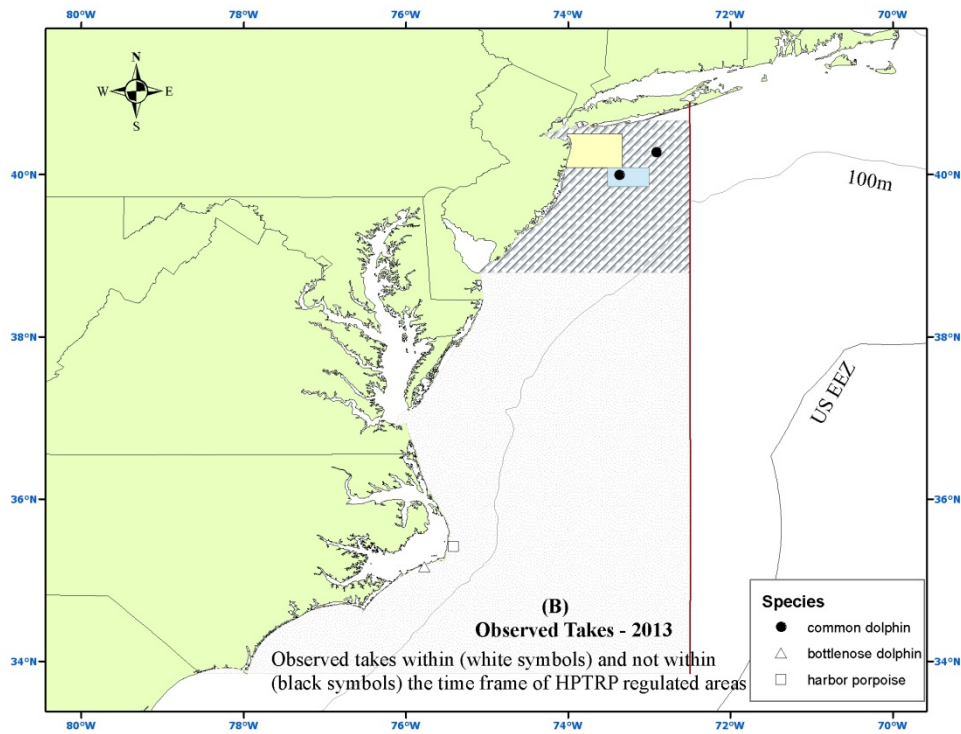 80°W 78°W 76°W 74°W 72°W 70°W
N
W E
S
40°N 40°N
100m
38°N 38°N
US EEZ
36°N 36°N
(B)
Observed Takes - 2013
Observed takes within (white symbols) and not within
(black symbols) the time frame of HPTRP regulated areas
Species
common dolphin
bottlenose dolphin
harbor porpoise
34°N 34°N
80°W 78°W 76°W 74°W 72°W 70°W